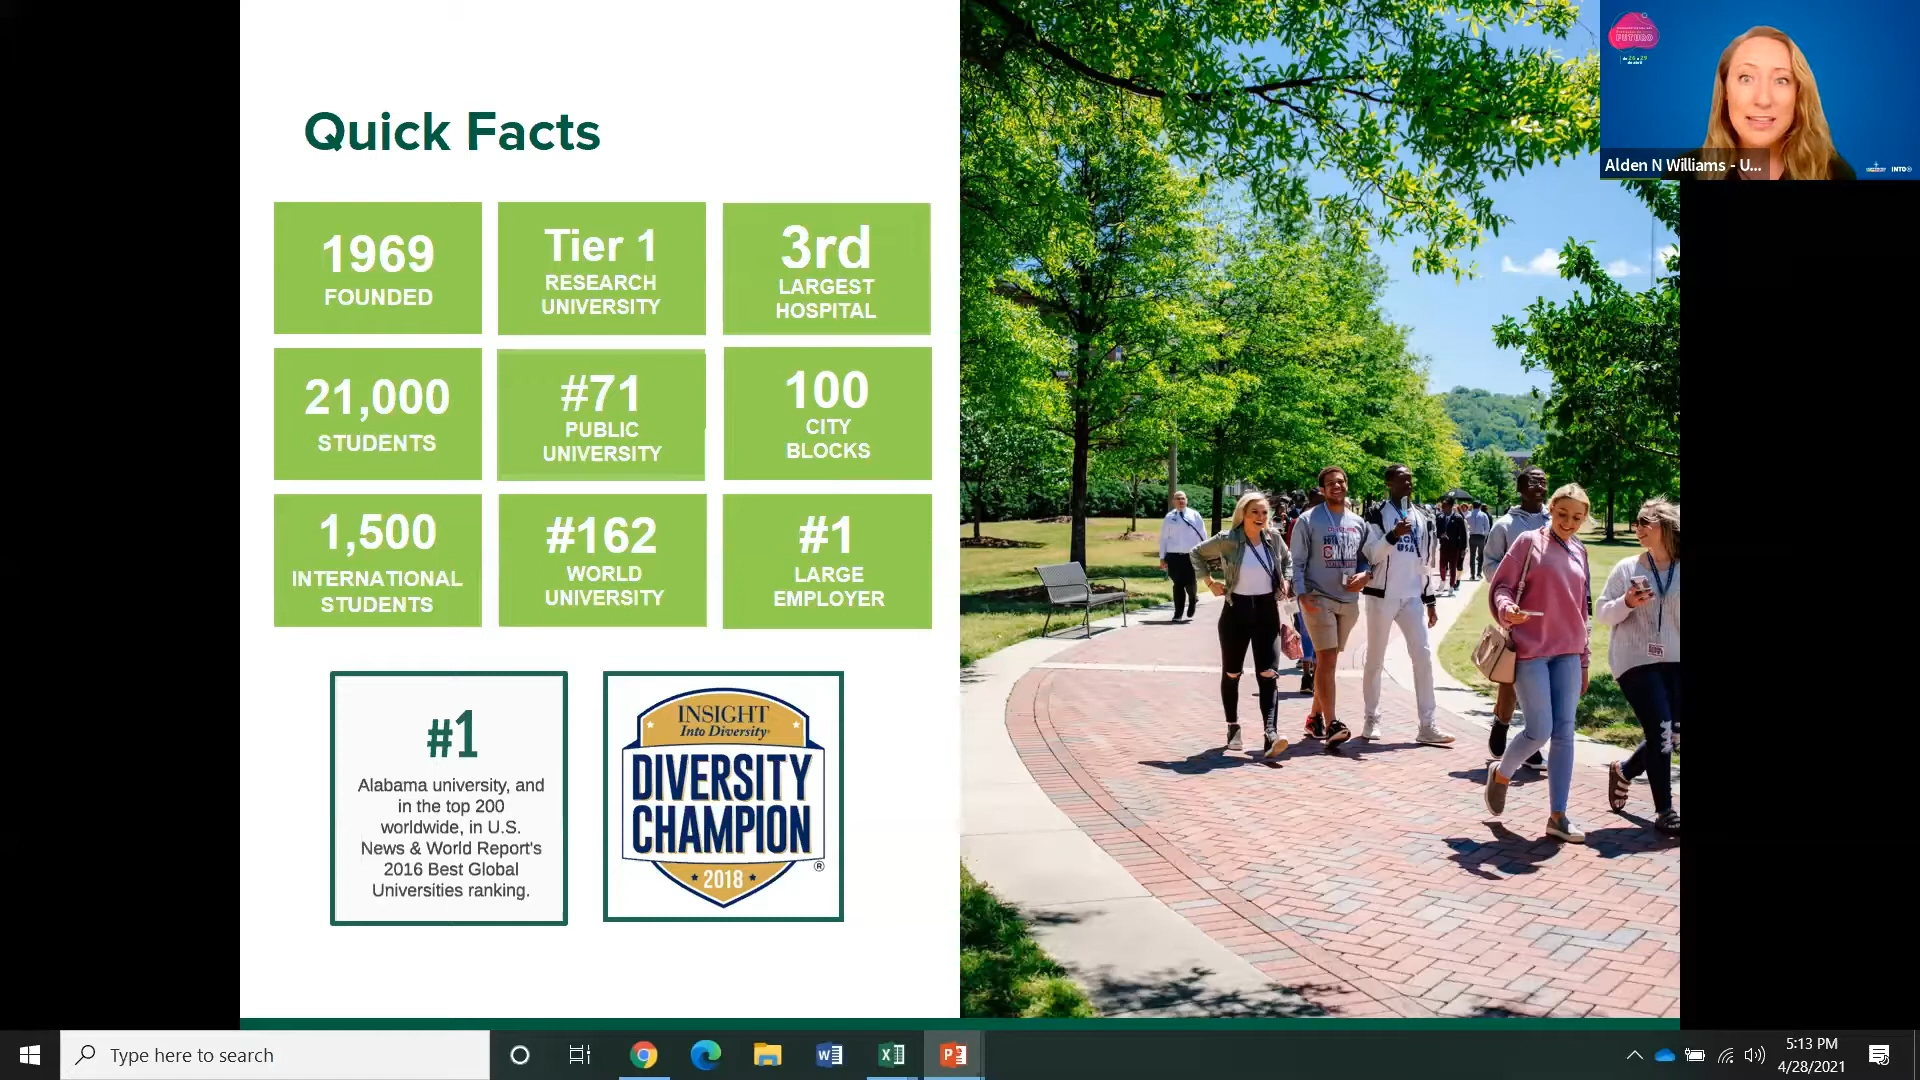 Quick Facts
1969
FOUNDED
Tier 1
RESEARCH
UNIVERSITY
3rd
LARGEST
HOSPITAL
21,000
STUDENTS
#71
PUBLIC
UNIVERSITY
100
CITY
BLOCKS
1,500
INTERNATIONAL
STUDENTS
#162
WORLD
UNIVERSITY
#1
LARGE
EMPLOYER
#1
Alabama university, and
in the top 200
worldwide, in U.S.
News & World Report's
2016 Best Global
Universities ranking.
INSIGHT
Into Diversity
DIVERSITY
CHAMPION
®
2018
FUTURO
Alden N Williams - U...
INTO
USA
Type here to search
5:13 PM
4/28/2021